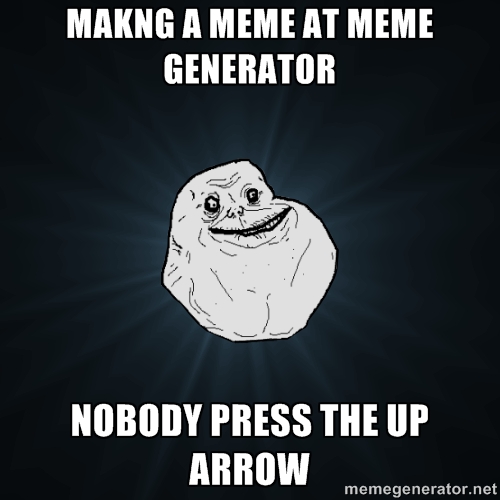 MAKNG A MEME AT MEME
GENERATOR
NOBODY PRESS THE UP
ARROW
memegenerator.net